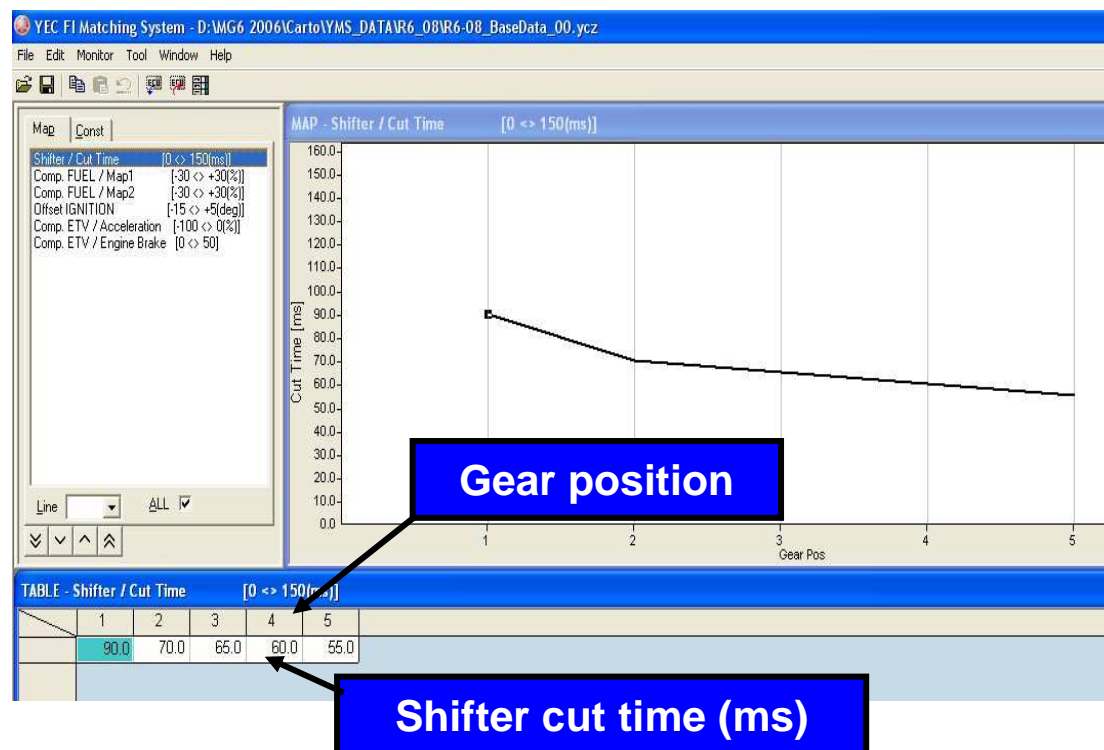 YEC FI Matching System - D:\MG6 2006\Carto\YMS_DATA\R6_08\R6-08_BaseData_00.ycz
File Edit Monitor Tool Window Help
Map Const
Shifter / Cut Time [0 <> 150(ms)]
Comp. FUEL / Map1 [-30 <> +30(%)]
Comp. FUEL / Map2 [-30 <> +30(%)]
Offset IGNITION [-15 <> +5(deg)]
Comp. ETV / Acceleration [-100 <> 0(%)]
Comp. ETV / Engine Brake [0 <> 50]
Line ALL
MAP - Shifter / Cut Time [0 <> 150(ms)]
160.0
150.0
140.0
130.0
120.0
110.0
100.0
90.0
80.0
70.0
60.0
50.0
40.0
30.0
20.0
10.0
0.0
Cut Time [ms]
1 2 3 4 5
Gear Pos
Gear position
TABLE - Shifter / Cut Time [0 <> 150(ms)]
1 2 3 4 5
90.0 70.0 65.0 60.0 55.0
Shifter cut time (ms)